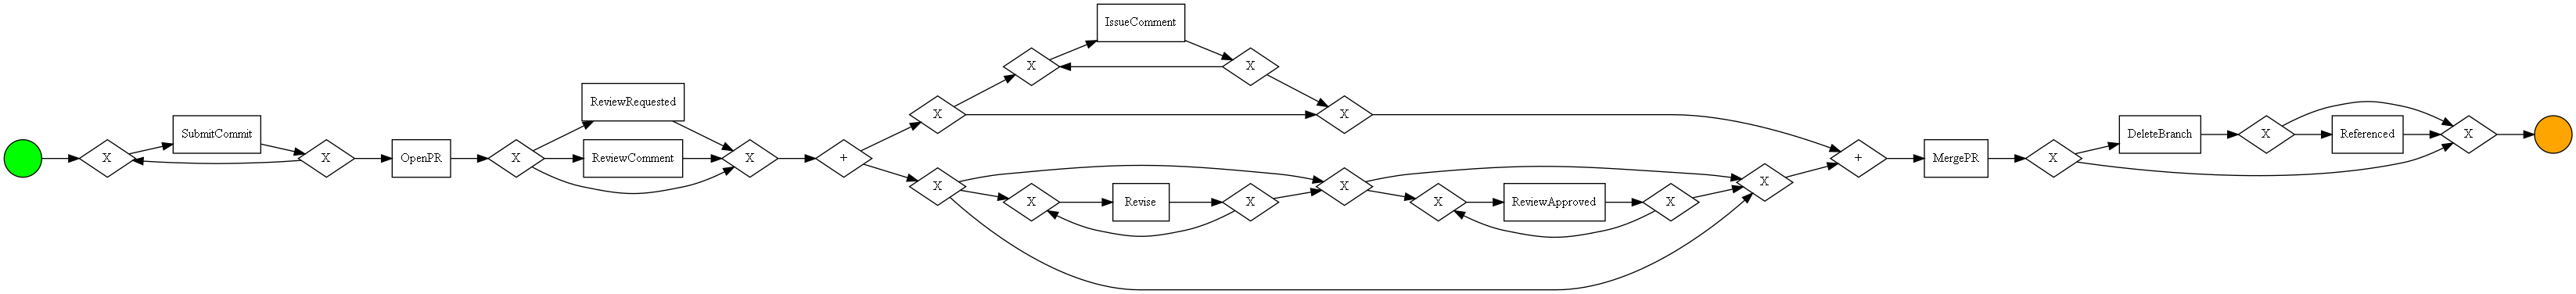 X
SubmitCommit
X
OpenPR
X
ReviewRequested
ReviewComment
X
+
X
X
IssueComment
X
X
X
X
Revise
X
X
X
ReviewApproved
X
X
+
MergePR
X
DeleteBranch
X
Referenced
X